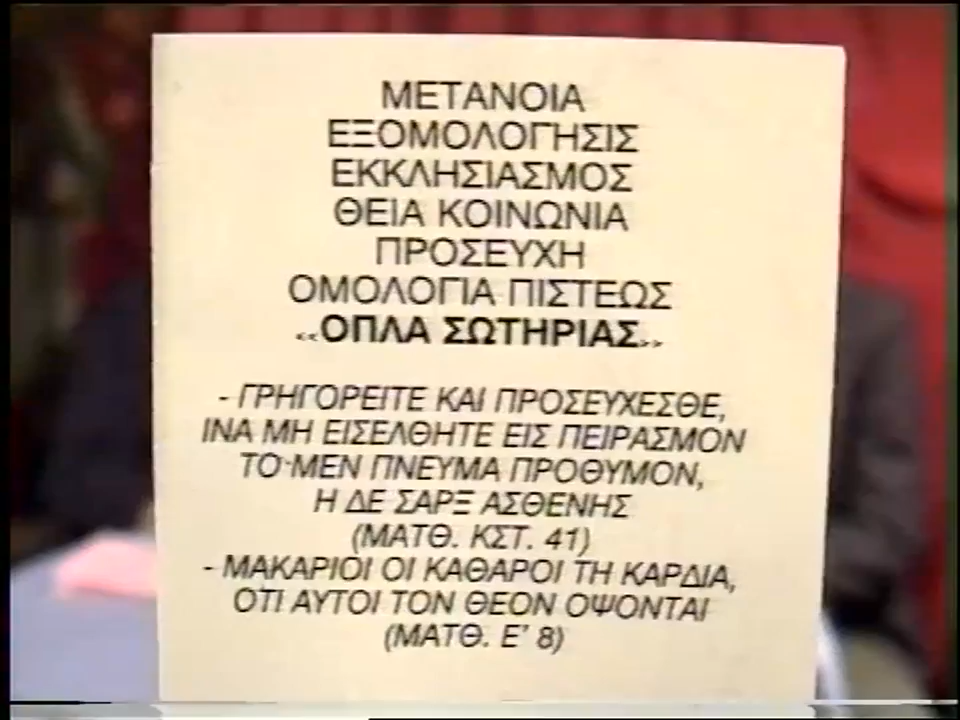 ΜΕΤΑΝΟΙΑ
ΕΞΟΜΟΛΟΓΗΣΙΣ
ΕΚΚΛΗΣΙΑΣΜΟΣ
ΘΕΙΑ ΚΟΙΝΩΝΙΑ
ΠΡΟΣΕΥΧΗ
ΟΜΟΛΟΓΙΑ ΠΙΣΤΕΩΣ
«ΟΠΛΑ ΣΩΤΗΡΙΑΣ»
- ΓΡΗΓΟΡΕΙΤΕ ΚΑΙ ΠΡΟΣΕΥΧΕΣΘΕ,
ΙΝΑ ΜΗ ΕΙΣΕΛΘΗΤΕ ΕΙΣ ΠΕΙΡΑΣΜΟΝ
ΤΟ ΜΕΝ ΠΝΕΥΜΑ ΠΡΟΘΥΜΟΝ,
Η ΔΕ ΣΑΡΞ ΑΣΘΕΝΗΣ
(ΜΑΤΘ. ΚΣΤ. 41)
- ΜΑΚΑΡΙΟΙ ΟΙ ΚΑΘΑΡΟΙ ΤΗ ΚΑΡΔΙΑ,
ΟΤΙ ΑΥΤΟΙ ΤΟΝ ΘΕΟΝ ΟΨΟΝΤΑΙ
(ΜΑΤΘ. Ε' 8)